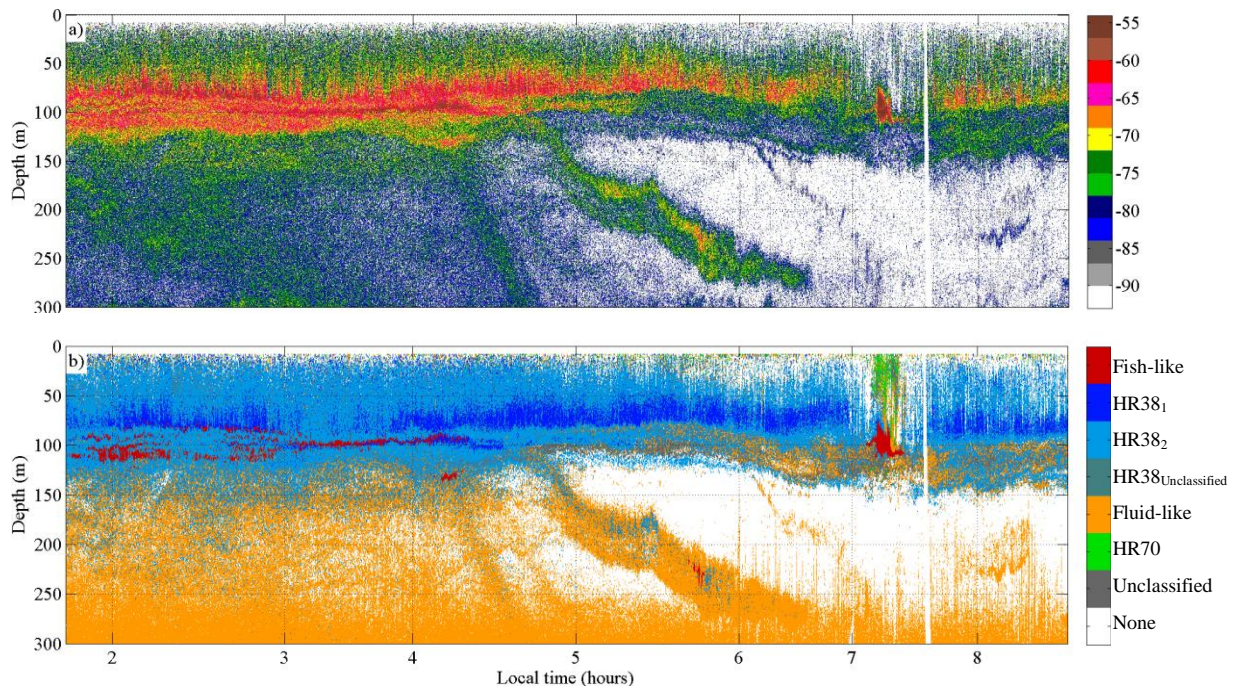 a)
0
50
100
150
200
250
300
Depth (m)
-55
-60
-65
-70
-75
-80
-85
-90
b)
0
50
100
150
200
250
300
Depth (m)
2 3 4 5 6 7 8
Local time (hours)
Fish-like
HR38₁
HR38₂
HR38Unclassified
Fluid-like
HR70
Unclassified
None